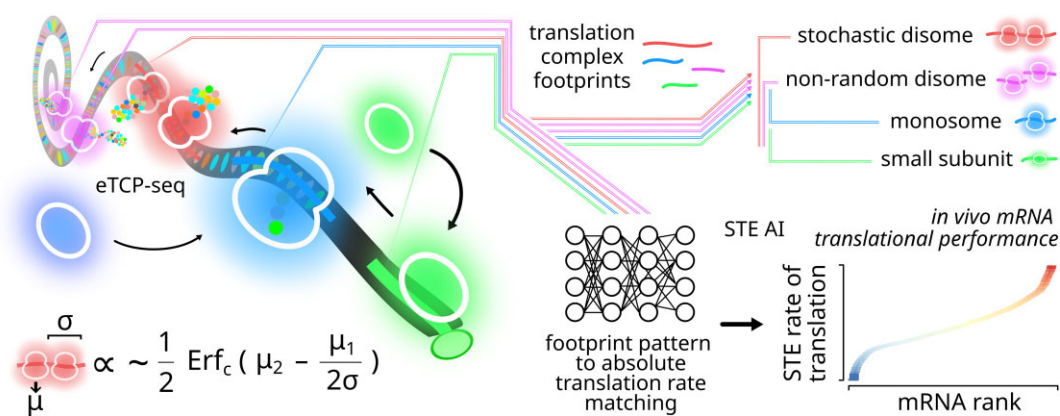 translation
complex
footprints
stochastic disome
non-random disome
monosome
small subunit
eTCP-seq
STE AI
in vivo mRNA
translational performance
footprint pattern
to absolute
translation rate
matching
STE rate of
translation
mRNA rank
σ
μ
∝ ~ 1/2 Erfc ( μ2 − μ1/2σ )